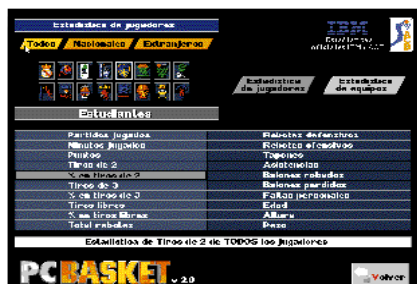 Estadística de jugadores
IBM
Todos Nacionales Extranjeros
Estadística de jugadores
Estadística de equipos
Estudiantes
Partidos jugados
Minutos jugados
Puntos
Tiros de 2
% en tiros de 2
Tiros de 3
% en tiros de 3
Tiros libres
% en tiros libres
Total rebotes
Rebotes defensivos
Rebotes ofensivos
Tapones
Asistencias
Balones robados
Balones perdidos
Faltas personales
Edad
Altura
Peso
Estadística de Tiros de 2 de TODOS los jugadores
PC BASKET v 2.0
Volver